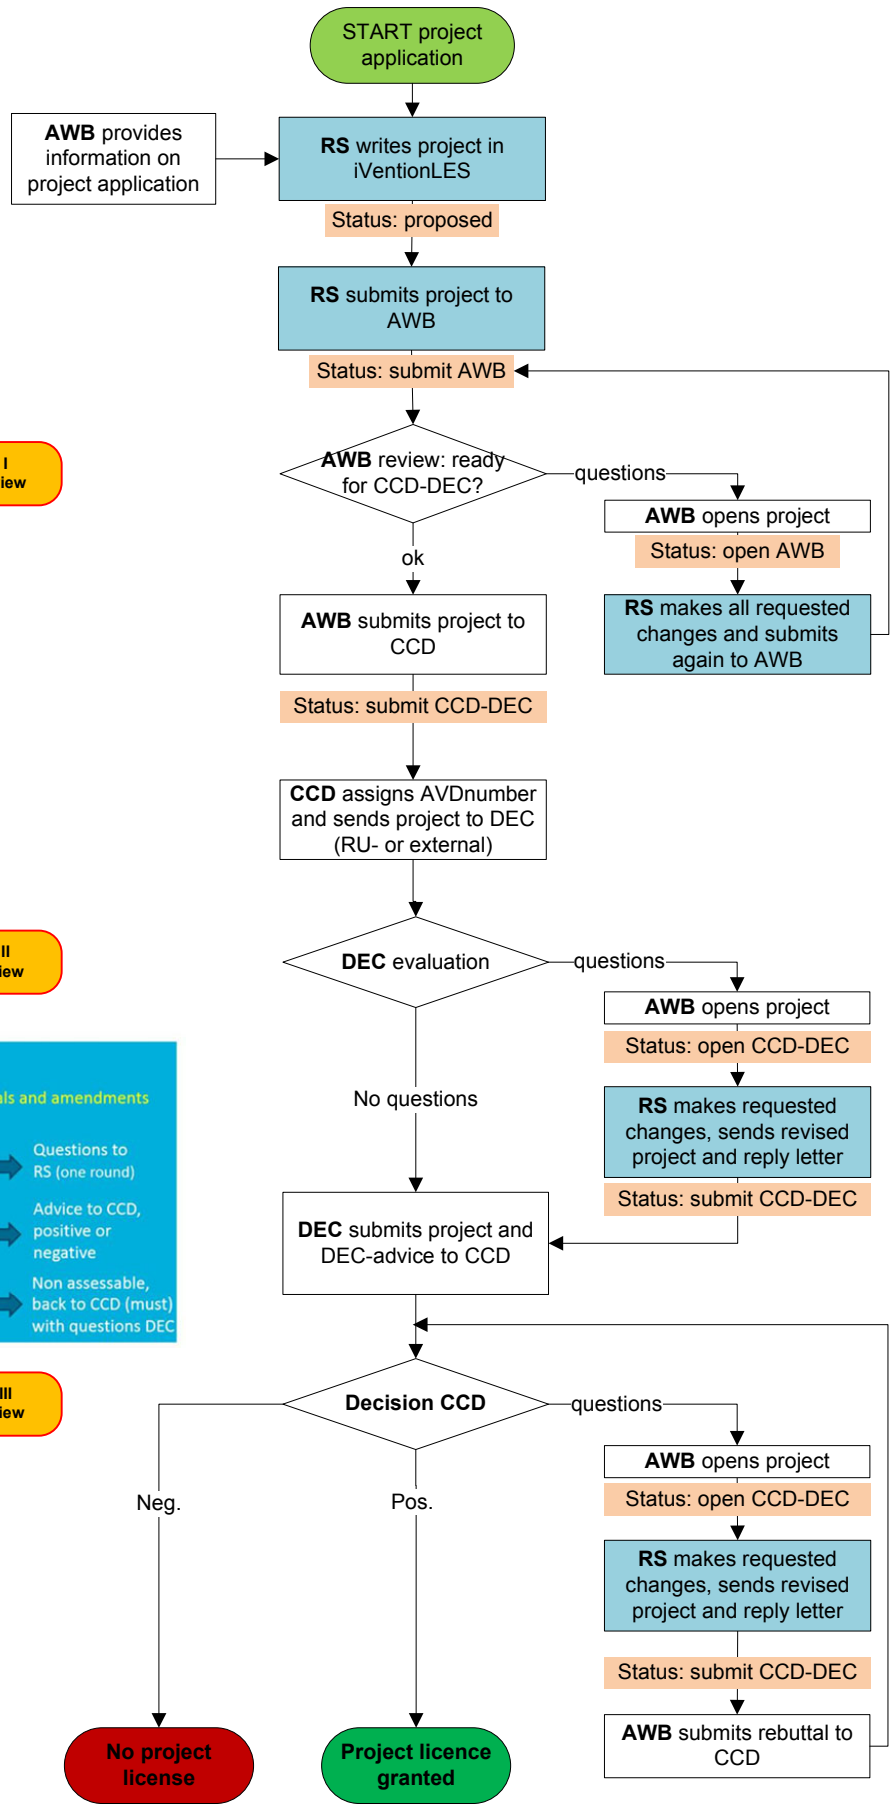 START project
application
AWB provides
information on
project application
RS writes project in
iVentionLES
Status: proposed
RS submits project to
AWB
Status: submit AWB
I
iew
AWB review: ready
for CCD-DEC?
questions
AWB opens project
Status: open AWB
RS makes all requested
changes and submits
again to AWB
ok
AWB submits project to
CCD
Status: submit CCD-DEC
CCD assigns AVDnumber
and sends project to DEC
(RU- or external)
II
iew
DEC evaluation
questions
AWB opens project
Status: open CCD-DEC
RS makes requested
changes, sends revised
project and reply letter
Status: submit CCD-DEC
No questions
als and amendments
Questions to
RS (one round)
Advice to CCD,
positive or
negative
Non assessable,
back to CCD (must)
with questions DEC
DEC submits project and
DEC-advice to CCD
III
iew
Decision CCD
questions
AWB opens project
Status: open CCD-DEC
RS makes requested
changes, sends revised
project and reply letter
Status: submit CCD-DEC
AWB submits rebuttal to
CCD
Neg.
Pos.
No project
license
Project licence
granted